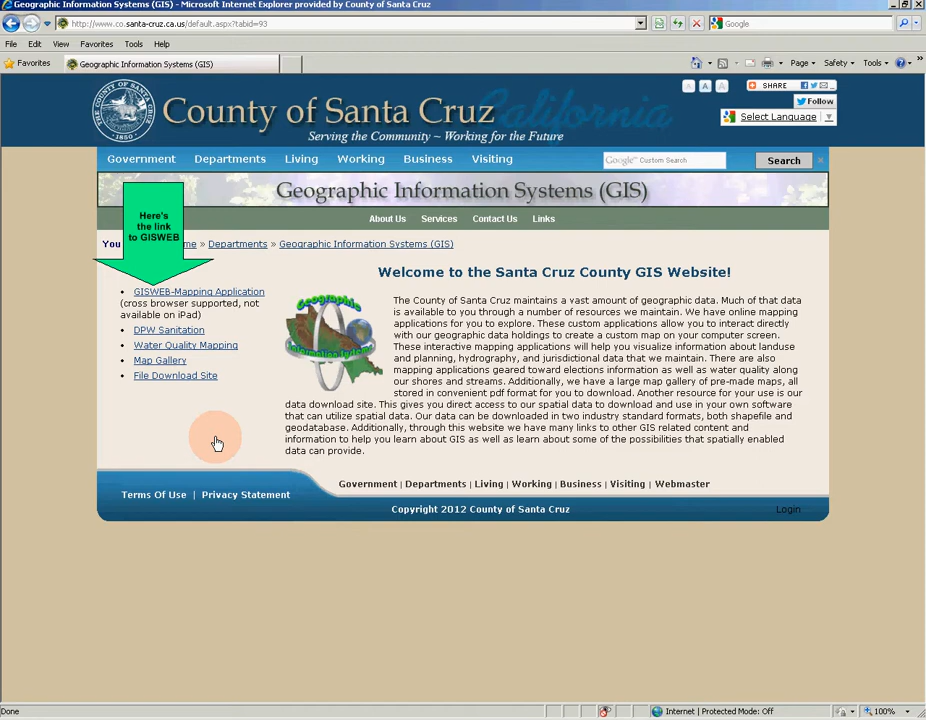 Geographic Information Systems (GIS) - Microsoft Internet Explorer provided by County of Santa Cruz
http://www.co.santa-cruz.ca.us/default.aspx?tabid=93
Google
File Edit View Favorites Tools Help
Favorites Geographic Information Systems (GIS) Page Safety Tools
THE COUNTY OF SANTA CRUZ
1850
County of Santa Cruz California
Serving the Community ~ Working for the Future
A A A
SHARE
Follow
Select Language
Government Departments Living Working Business Visiting
Google™ Custom Search
Search
Geographic Information Systems (GIS)
About Us Services Contact Us Links
Here's
the link
to GISWEB
You me » Departments » Geographic Information Systems (GIS)
Welcome to the Santa Cruz County GIS Website!
• GISWEB-Mapping Application
(cross browser supported, not
available on iPad)
• DPW Sanitation
• Water Quality Mapping
• Map Gallery
• File Download Site
Geographic
Information Systems
The County of Santa Cruz maintains a vast amount of geographic data. Much of that data
is available to you through a number of resources we maintain. We have online mapping
applications for you to explore. These custom applications allow you to interact directly
with our geographic data holdings to create a custom map on your computer screen.
These interactive mapping applications will help you visualize information about landuse
and planning, hydrography, and jurisdictional data that we maintain. There are also
mapping applications geared toward elections information as well as water quality along
our shores and streams. Additionally, we have a large map gallery of pre-made maps, all
stored in convenient pdf format for you to download. Another resource for your use is our
data download site. This gives you direct access to our spatial data to download and use in your own software
that can utilize spatial data. Our data can be downloaded in two industry standard formats, both shapefile and
geodatabase. Additionally, through this website we have many links to other GIS related content and
information to help you learn about GIS as well as learn about some of the possibilities that spatially enabled
data can provide.
Terms Of Use | Privacy Statement
Government | Departments | Living | Working | Business | Visiting | Webmaster
Copyright 2012 County of Santa Cruz
Login
Done
Internet | Protected Mode: Off
100%